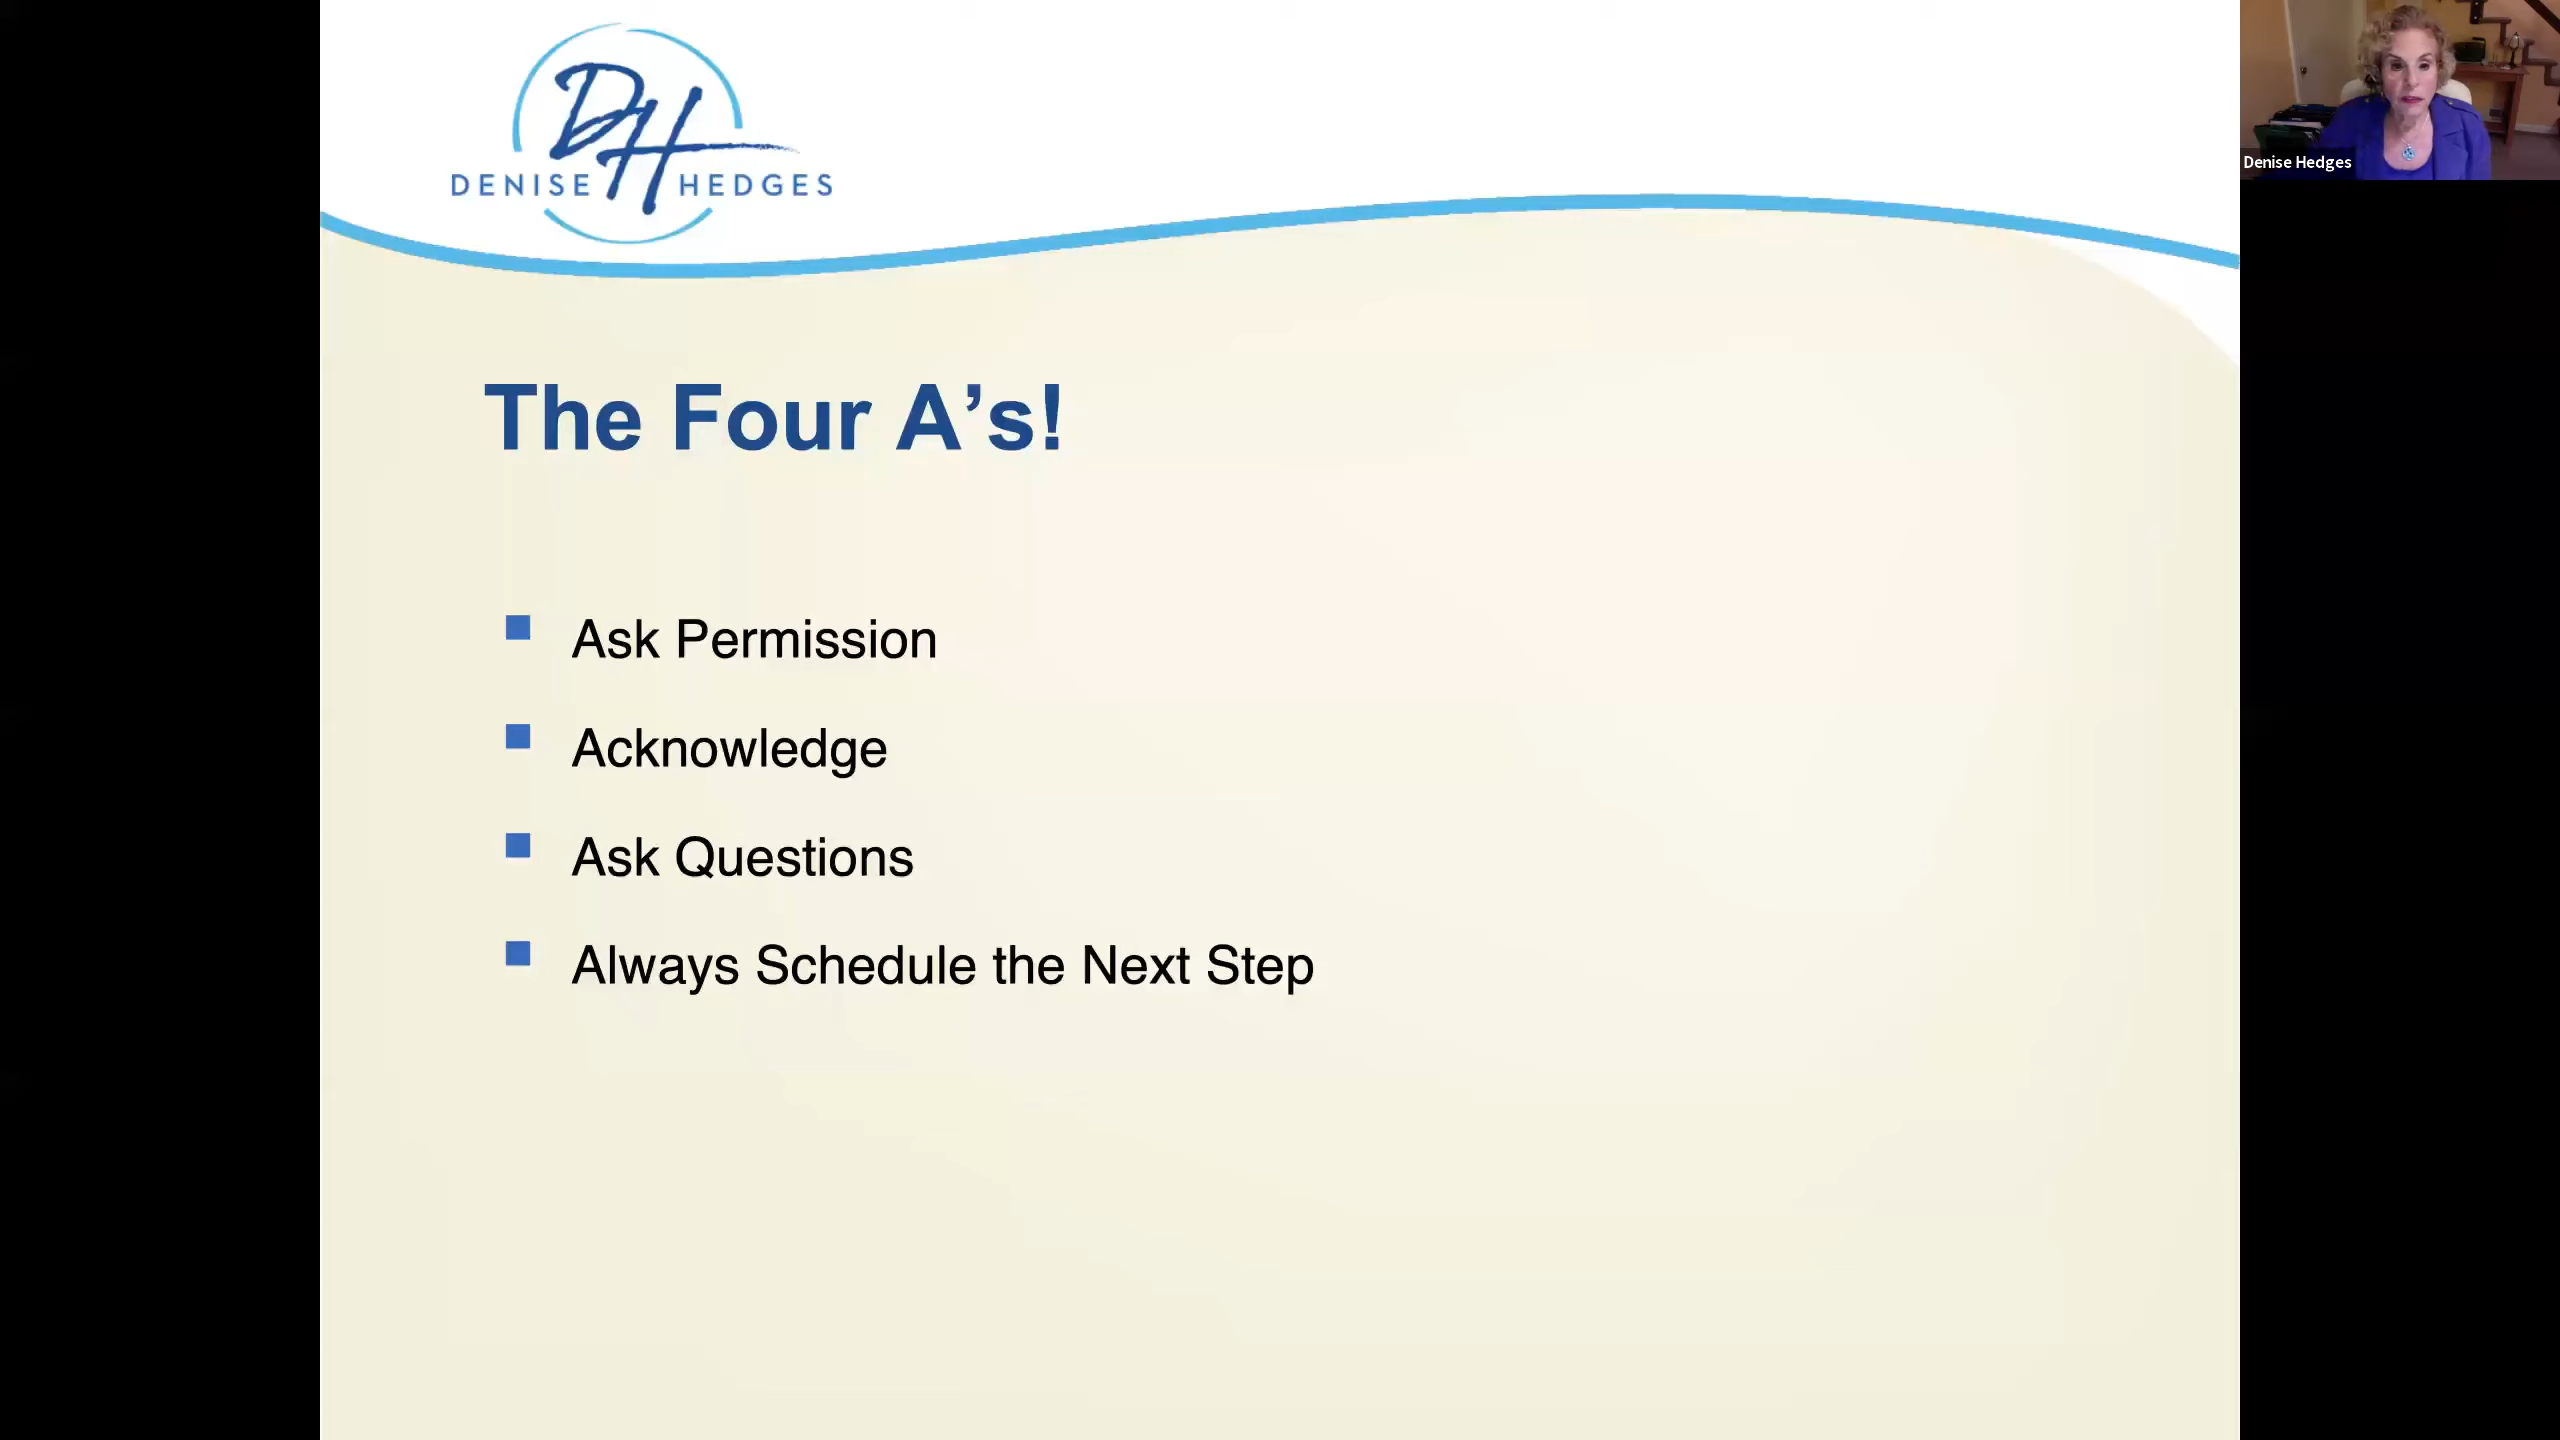 DH
DENISE HEDGES
Denise Hedges
The Four A’s!
Ask Permission
Acknowledge
Ask Questions
Always Schedule the Next Step